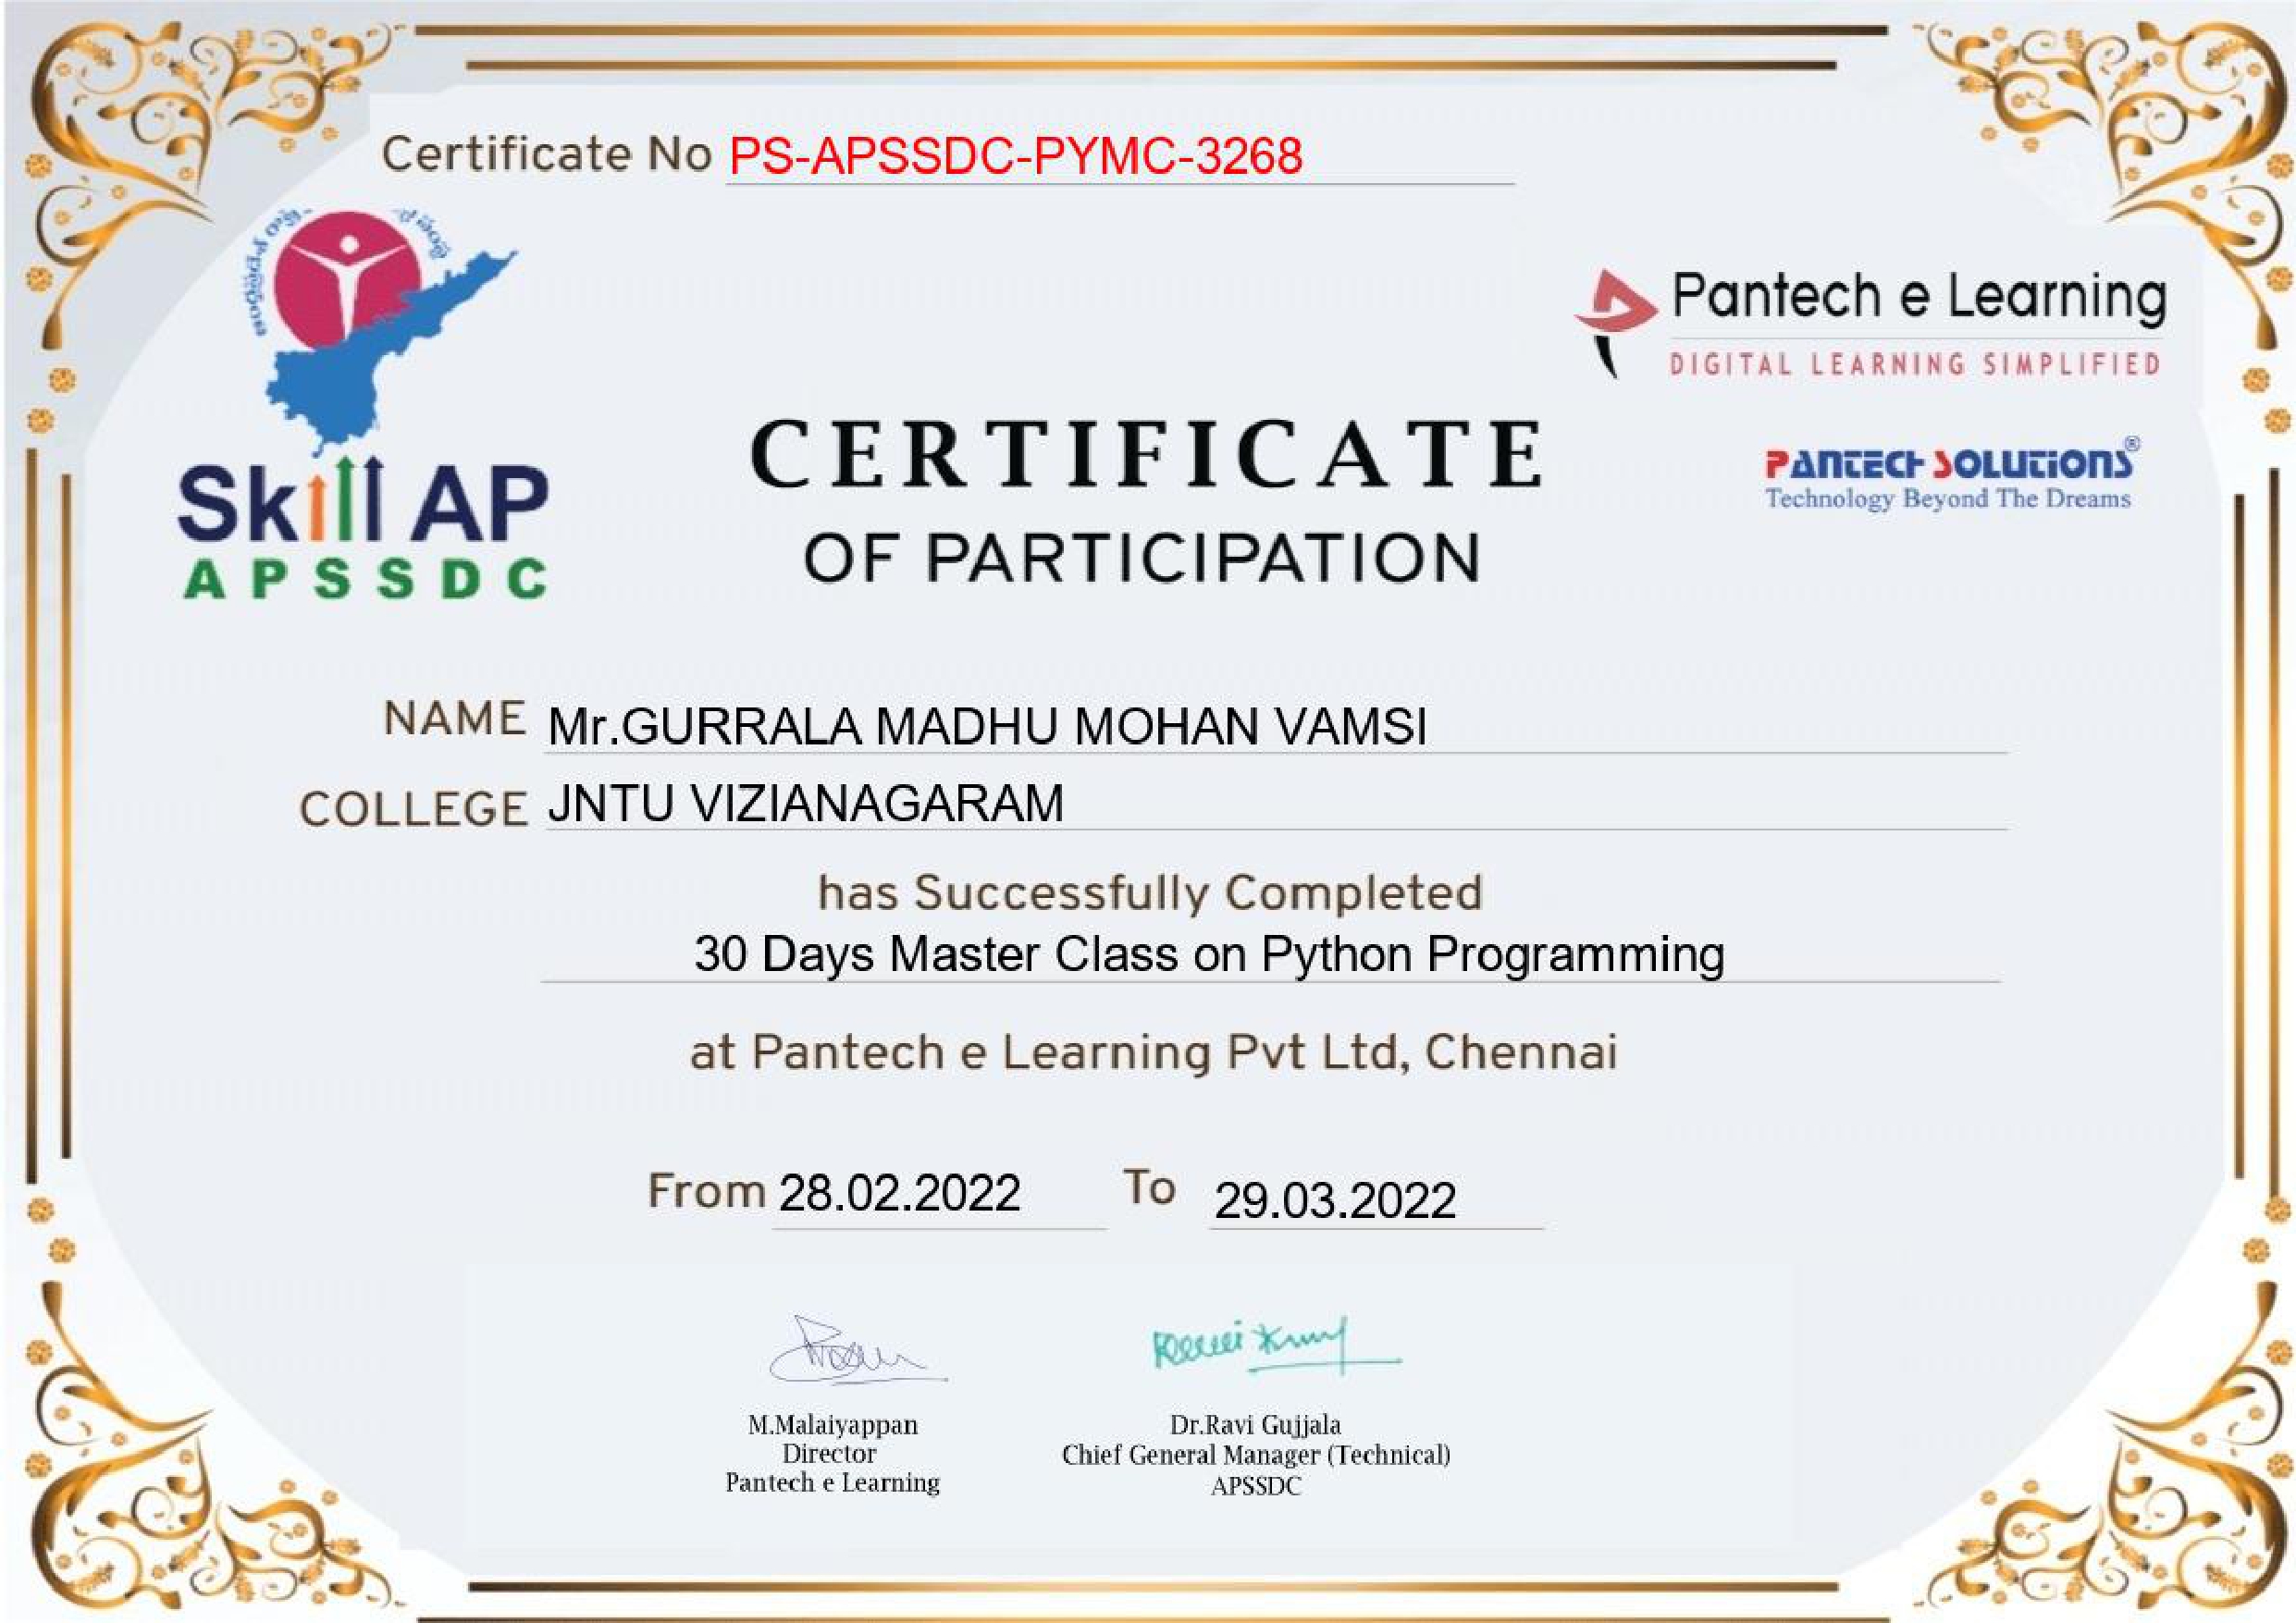 Certificate No PS-APSSDC-PYMC-3268
Skill AP
APSSDC
Pantech e Learning
DIGITAL LEARNING SIMPLIFIED
PANTECH SOLUTIONS®
Technology Beyond The Dreams
CERTIFICATE
OF PARTICIPATION
NAME Mr.GURRALA MADHU MOHAN VAMSI
COLLEGE JNTU VIZIANAGARAM
has Successfully Completed
30 Days Master Class on Python Programming
at Pantech e Learning Pvt Ltd, Chennai
From 28.02.2022 To 29.03.2022
M.Malaiyappan
Director
Pantech e Learning
Dr.Ravi Gujjala
Chief General Manager (Technical)
APSSDC